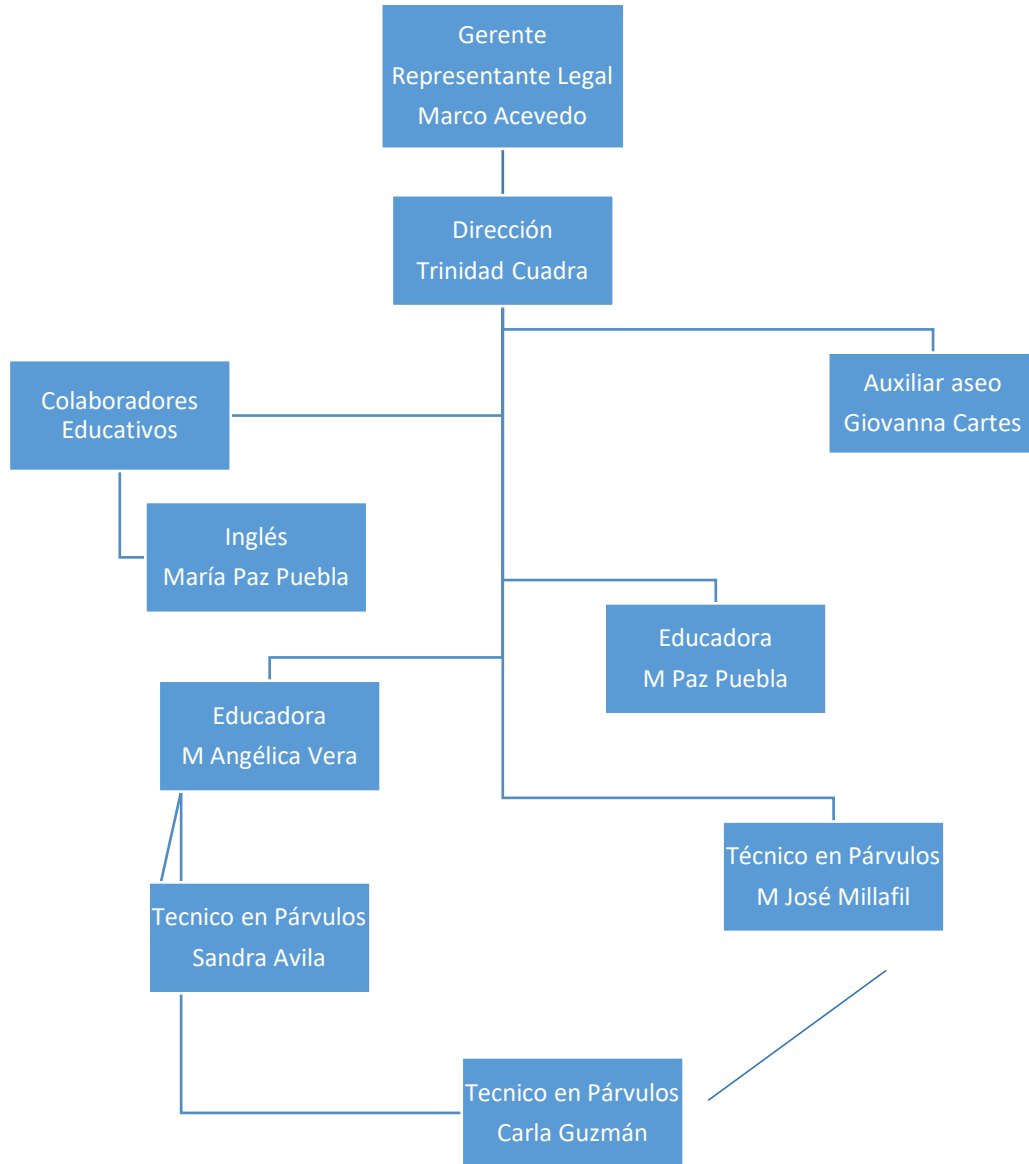 Gerente
Representante Legal
Marco Acevedo
Dirección
Trinidad Cuadra
Colaboradores
Educativos
Auxiliar aseo
Giovanna Cartes
Inglés
María Paz Puebla
Educadora
M Paz Puebla
Educadora
M Angélica Vera
Técnico en Párvulos
M José Millafil
Tecnico en Párvulos
Sandra Avila
Tecnico en Párvulos
Carla Guzmán